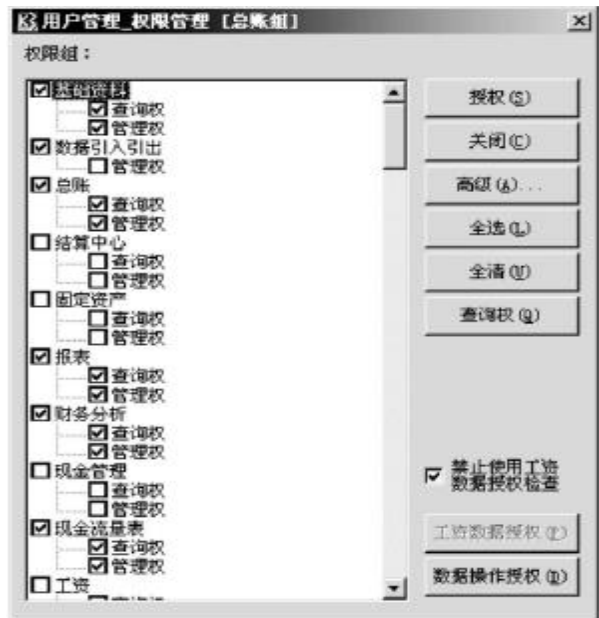 用户管理_权限管理 [总账组]
权限组：
基础资料
查询权
管理权
数据引入引出
管理权
总账
查询权
管理权
结算中心
查询权
管理权
固定资产
查询权
管理权
报表
查询权
管理权
财务分析
查询权
管理权
现金管理
查询权
管理权
现金流量表
查询权
管理权
工资
授权(S)
关闭(C)
高级(A)...
全选(L)
全清(U)
查询权(Q)
禁止使用工资
数据授权检查
工资数据授权(P)
数据操作授权(D)